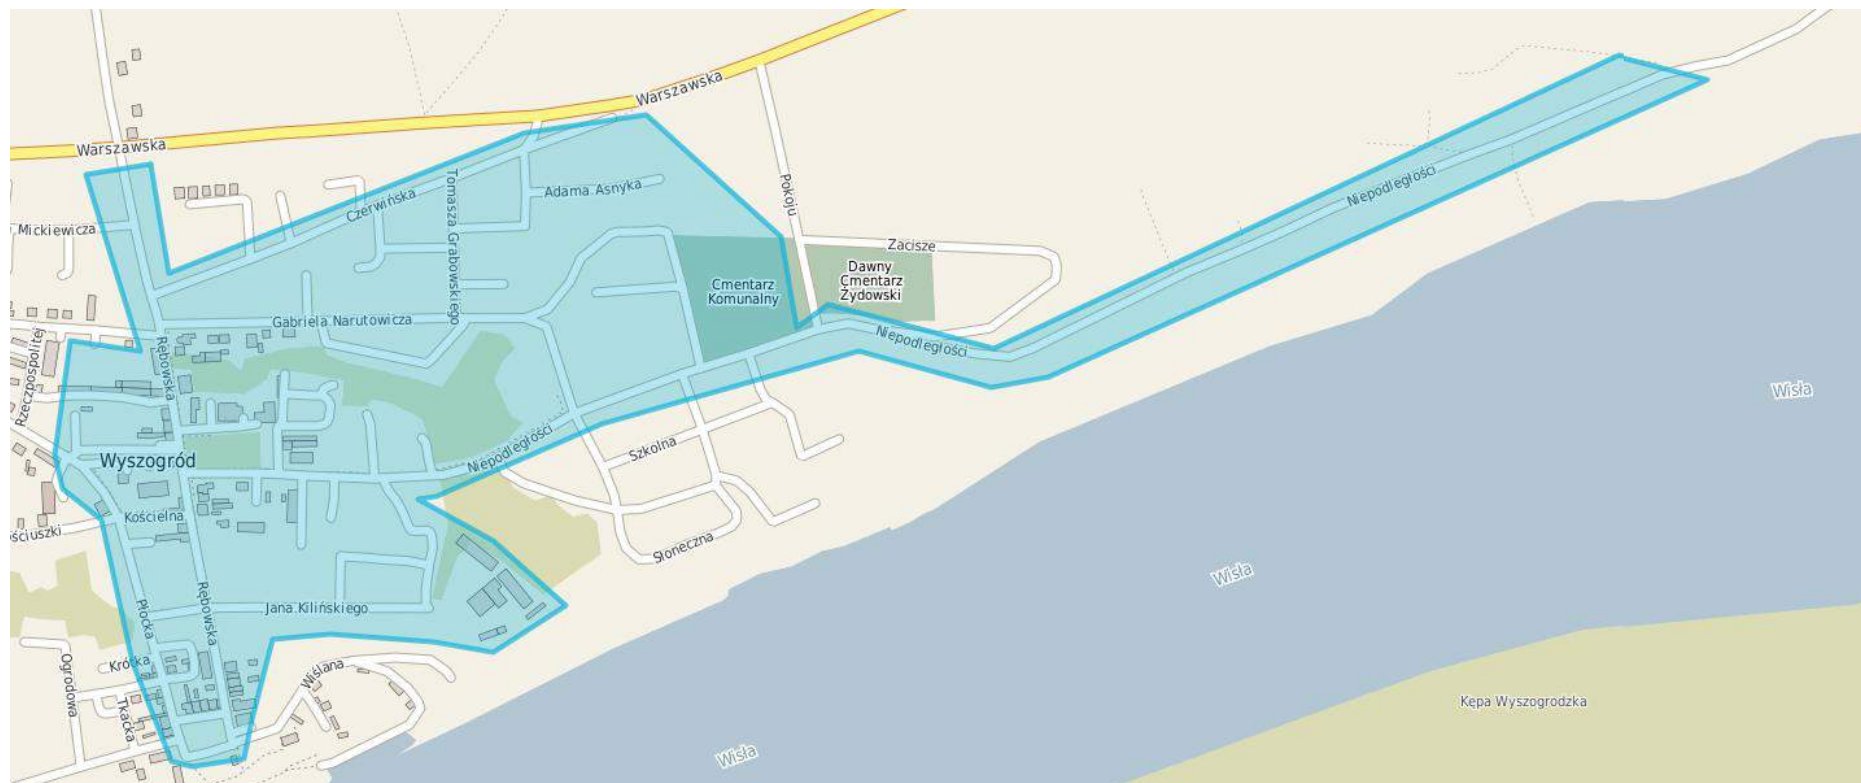 Warszawska
Warszawska
Mickiewicza
Czerwińska
Tomasza Grabowskiego
Adama Asnyka
Pokoju
Zacisze
Niepodległości
Cmentarz
Komunalny
Dawny
Cmentarz
Żydowski
Gabriela Narutowicza
Rzeczpospolitej
Rębowska
Niepodległości
Wisła
Wyszogród
Niepodległości
Szkolna
Kościelna
ościuszki
Słoneczna
Wisła
Płocka
Rębowska
Jana Kilińskiego
Ogrodowa
Krótka
Tkacka
Wiślana
Kępa Wyszogrodzka
Wisła